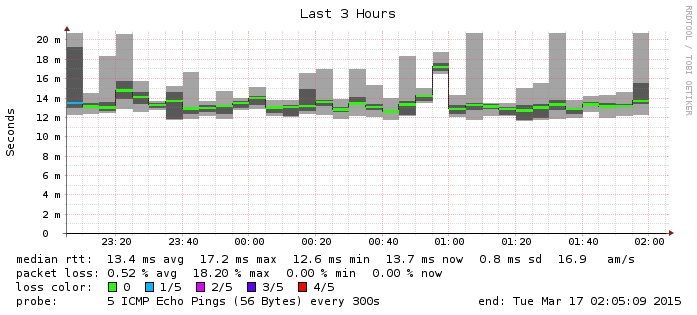 Last 3 Hours
RRDTOOL / TOBI OETIKER
Seconds
20 m
18 m
16 m
14 m
12 m
10 m
8 m
6 m
4 m
2 m
0
23:20 23:40 00:00 00:20 00:40 01:00 01:20 01:40 02:00
median rtt: 13.4 ms avg 17.2 ms max 12.6 ms min 13.7 ms now 0.8 ms sd 16.9 am/s
packet loss: 0.52 % avg 18.20 % max 0.00 % min 0.00 % now
loss color: 0 1/5 2/5 3/5 4/5
probe: 5 ICMP Echo Pings (56 Bytes) every 300s end: Tue Mar 17 02:05:09 2015